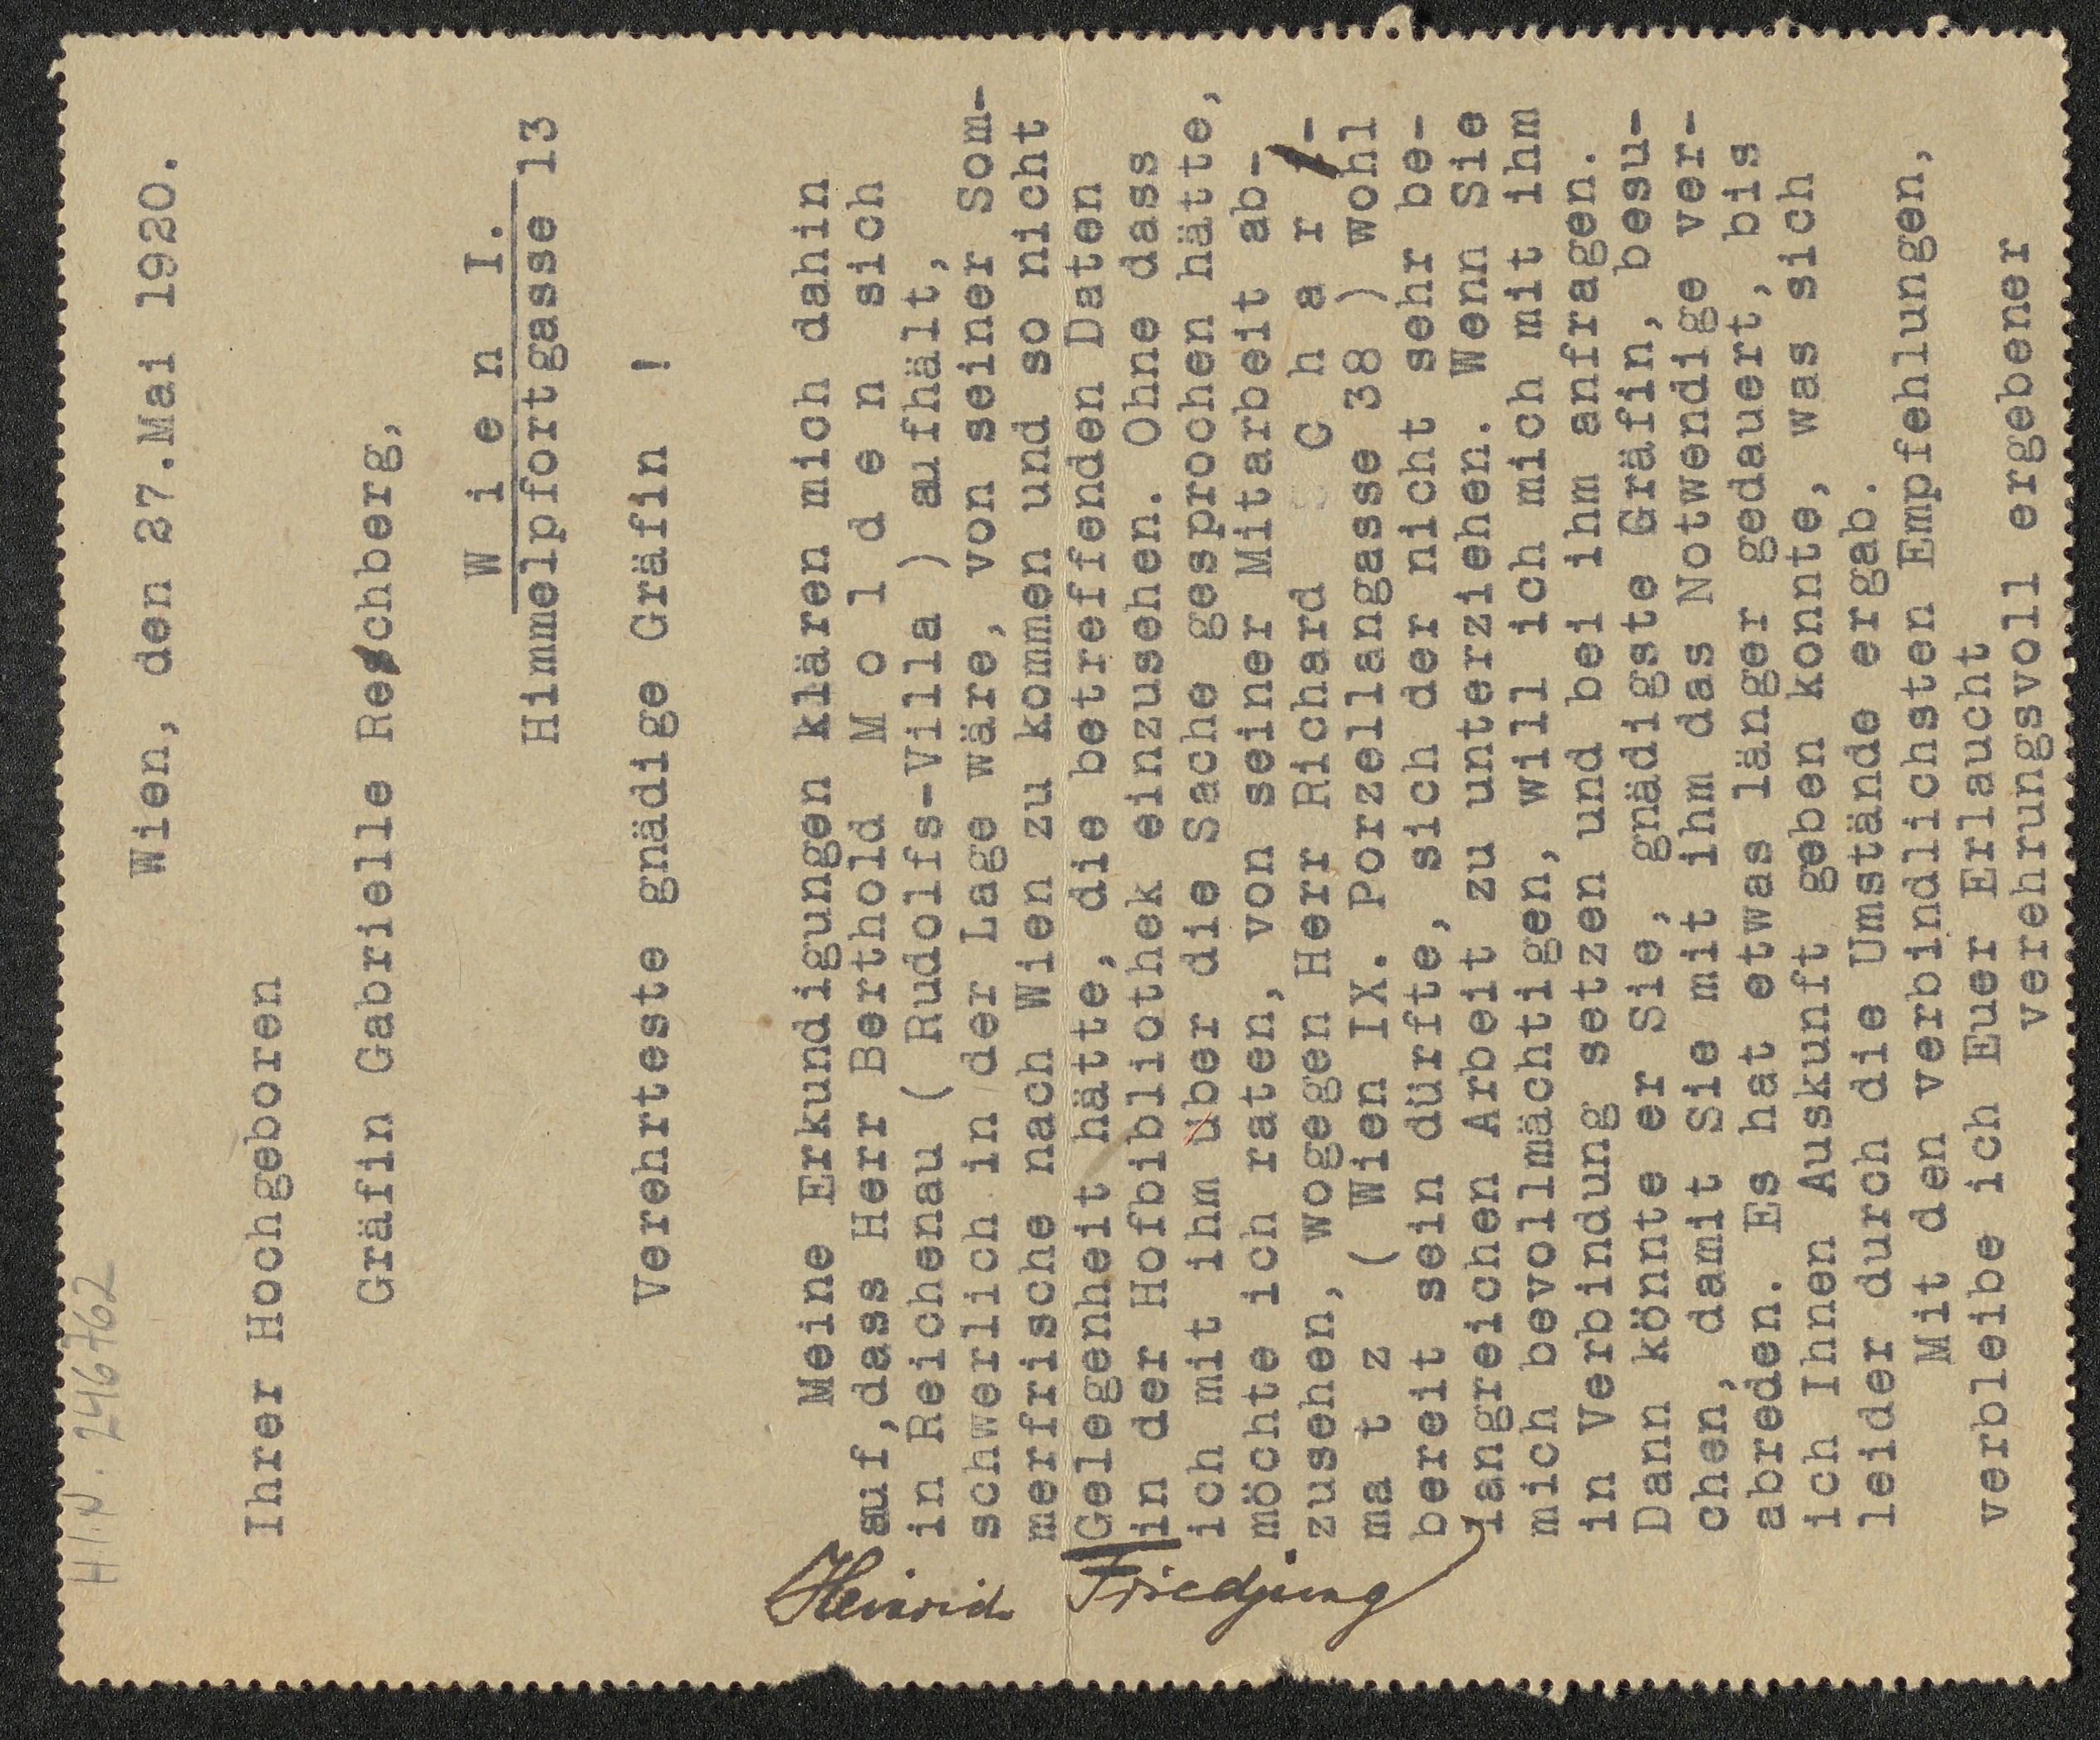 H.I.N. 246762
Wien, den 27.Mai 1920.
Ihrer Hochgeboren
Gräfin Gabrielle Rechberg,
W i e n I.
Himmelpfortgasse 13
Verehrteste gnädige Gräfin !
Meine Erkundigungen klären mich dahin
auf,dass Herr Berthold M o l d e n sich
in Reichenau ( Rudolfs-Villa ) aufhält,
schwerlich in der Lage wäre, von seiner Som-
merfrische nach Wien zu kommen und so nicht
Gelegenheit hätte, die betreffenden Daten
in der Hofbibliothek einzusehen. Ohne dass
ich mit ihm über die Sache gesprochen hätte,
möchte ich raten, von seiner Mitarbeit ab-
zusehen, wogegen Herr Richard C h a r -
ma t z ( Wien IX. Porzellangasse 38 ) wohl
bereit sein dürfte, sich der nicht sehr be-
langreichen Arbeit zu unterziehen. Wenn Sie
mich bevollmächtigen, will ich mich mit ihm
in Verbindung setzen und bei ihm anfragen.
Dann könnte er Sie, gnädigste Gräfin, besu-
chen, damit Sie mit ihm das Notwendige ver-
abreden. Es hat etwas länger gedauert, bis
ich Ihnen Auskunft geben konnte, was sich
leider durch die Umstände ergab.
Mit den verbindlichsten Empfehlungen,
verbleibe ich Euer Erlaucht
verehrungsvoll ergebener
Heinrich Friedjung